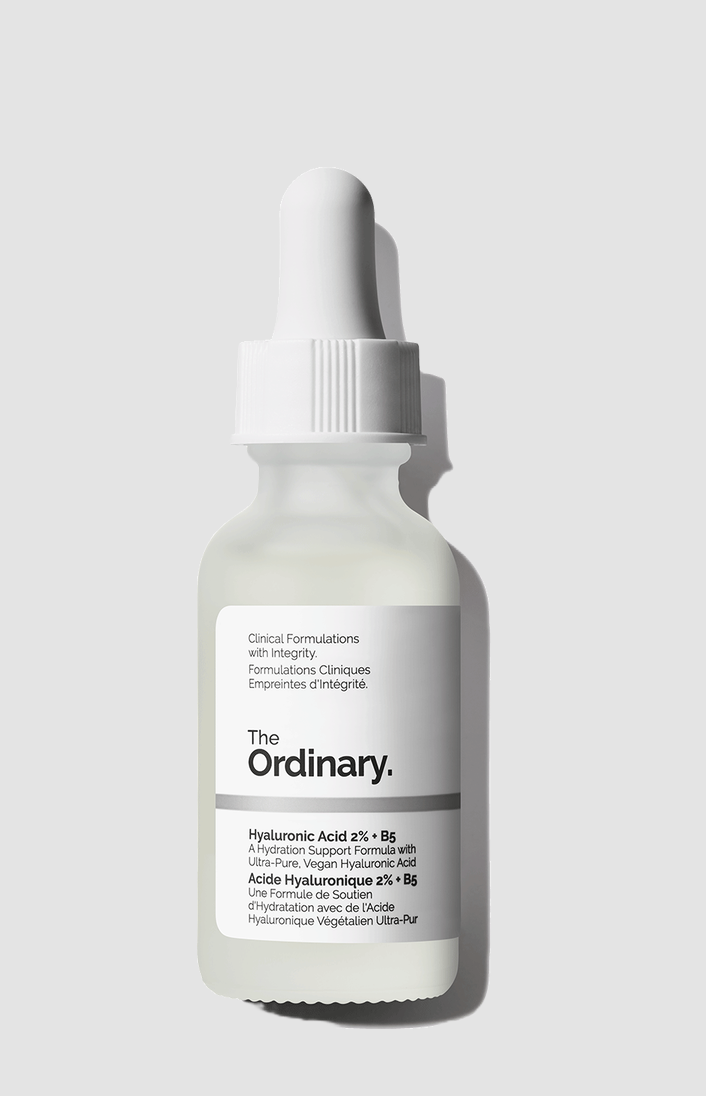 Clinical Formulations
with Integrity.
Formulations Cliniques
Empreintes d'Intégrité.
The
Ordinary.
Hyaluronic Acid 2% + B5
A Hydration Support Formula with
Ultra-Pure, Vegan Hyaluronic Acid
Acide Hyaluronique 2% + B5
Une Formule de Soutien
d'Hydratation avec de l'Acide
Hyaluronique Végétalien Ultra-Pur